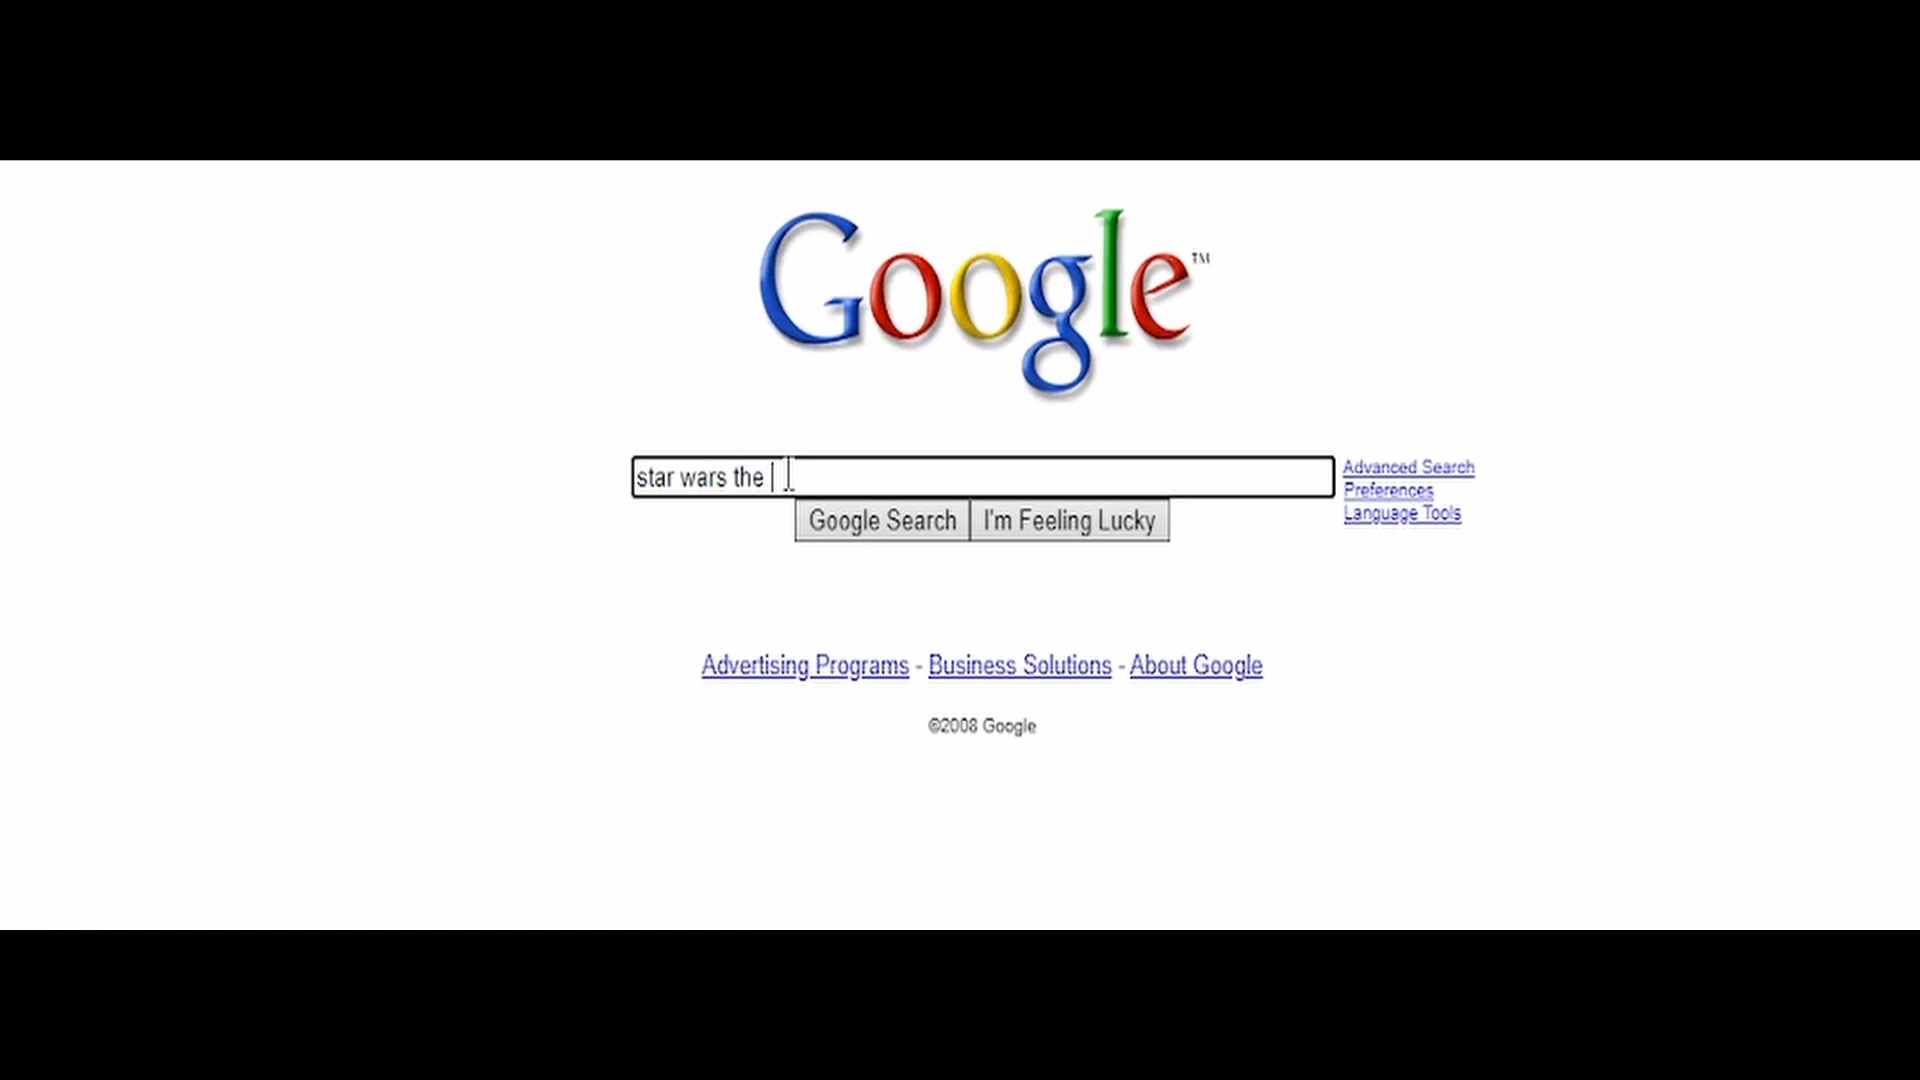 Google™
star wars the
Advanced Search
Preferences
Language Tools
Google Search
I'm Feeling Lucky
Advertising Programs - Business Solutions - About Google
©2008 Google